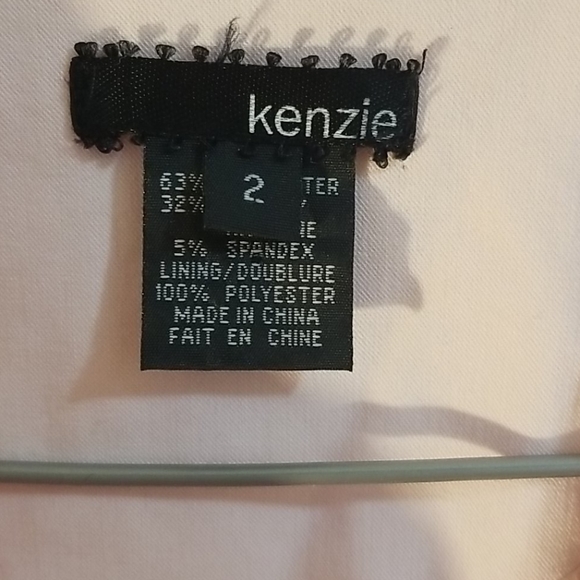 kenzie
2
63%
32%
5% SPANDEX
LINING/DOUBLURE
100% POLYESTER
MADE IN CHINA
FAIT EN CHINE